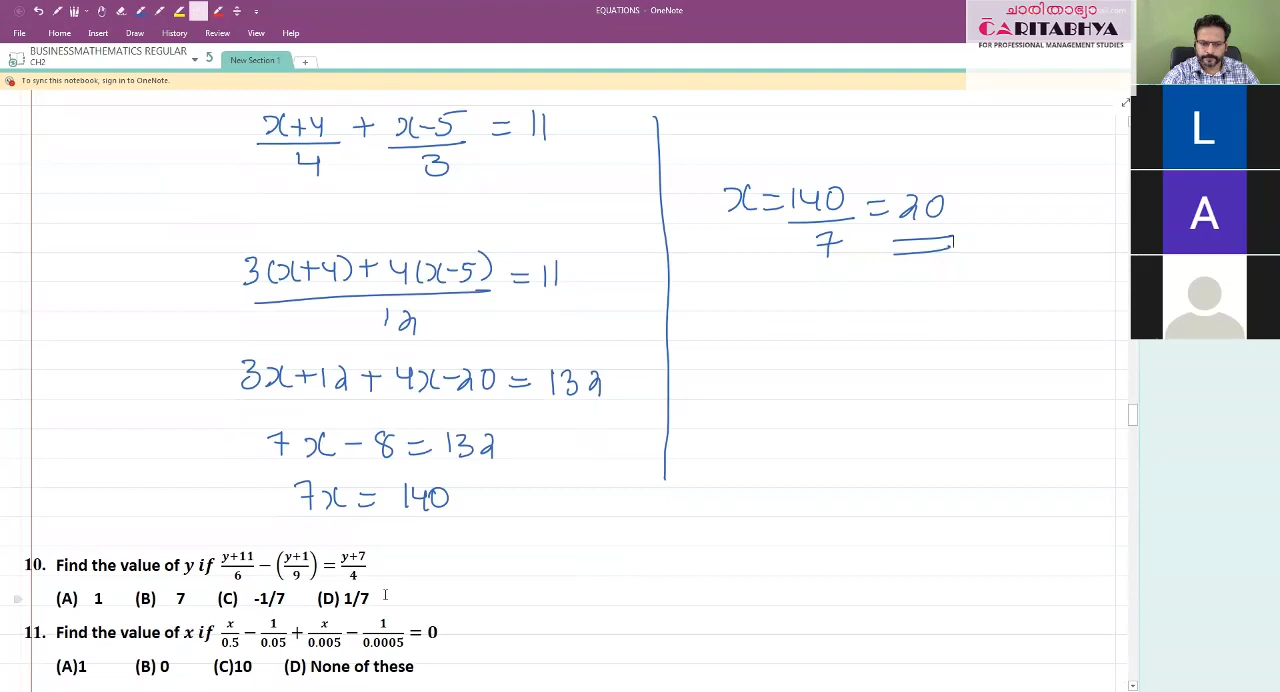 EQUATIONS - OneNote
ചാരിതാഭ്യാ
CARITABHYA
FOR PROFESSIONAL MANAGEMENT STUDIES
File Home Insert Draw History Review View Help
BUSINESSMATHEMATICS REGULAR
CH2
New Section 1
To sync this notebook, sign in to OneNote.
(x+4)/4 + (x-5)/3 = 11
(3(x+4) + 4(x-5))/12 = 11
3x+12 + 4x-20 = 132
7x - 8 = 132
7x = 140
x = 140/7 = 20
10. Find the value of y if (y+11)/6 − ((y+1)/9) = (y+7)/4
(A) 1 (B) 7 (C) -1/7 (D) 1/7
11. Find the value of x if x/0.5 − 1/0.05 + x/0.005 − 1/0.0005 = 0
(A)1 (B) 0 (C)10 (D) None of these
L
A